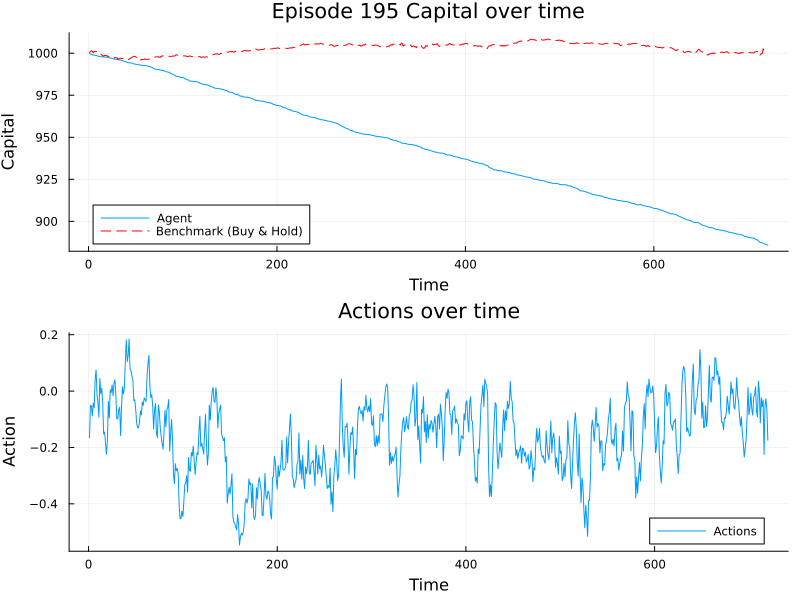 Episode 195 Capital over time
1000
975
950
925
900
Capital
Agent
Benchmark (Buy & Hold)
0
200
400
600
Time
Actions over time
0.2
0.0
−0.2
−0.4
Action
Actions
0
200
400
600
Time